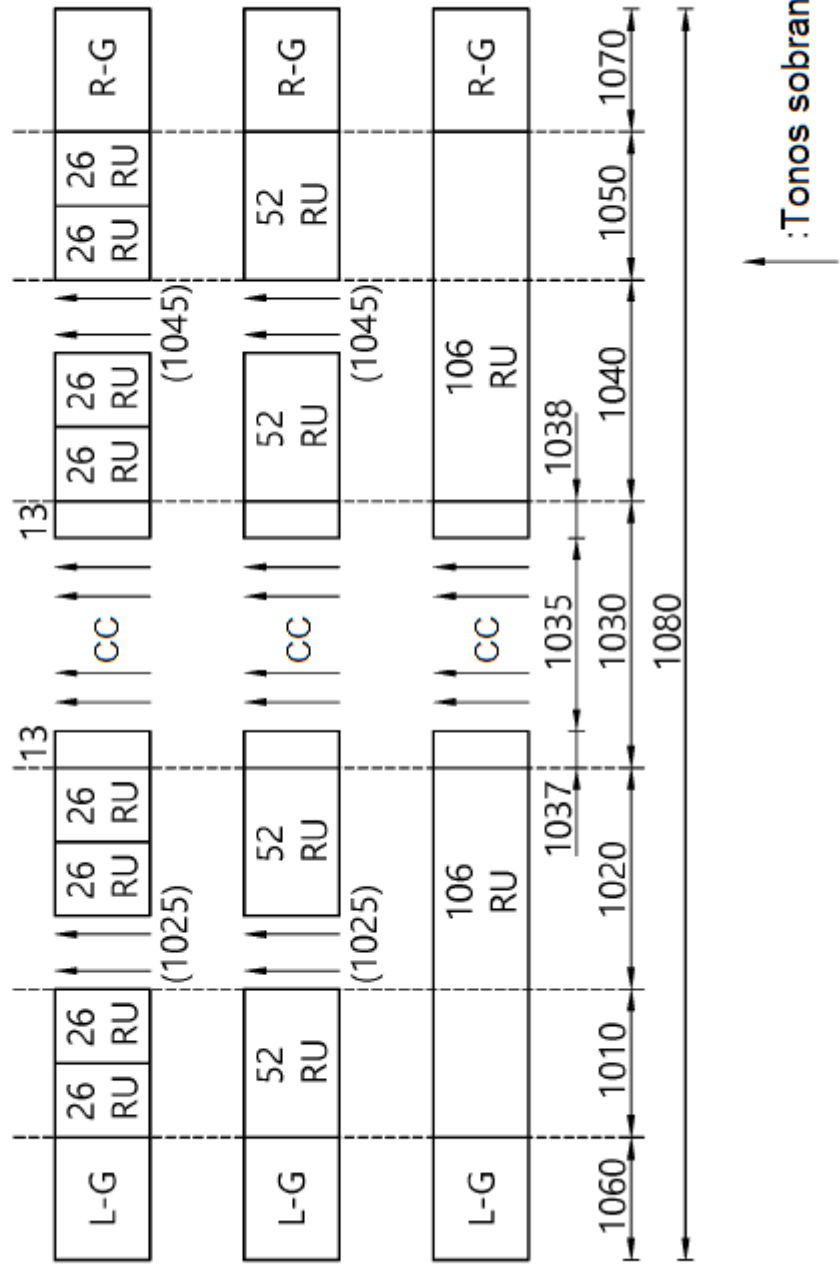 13 13
L-G 26 RU 26 RU 26 RU 26 RU CC 26 RU 26 RU 26 RU 26 RU R-G
(1025) (1045)
L-G 52 RU 52 RU CC 52 RU 52 RU R-G
(1025) (1045)
L-G 106 RU CC 106 RU R-G
1037 1035 1038
1060 1010 1020 1030 1040 1050 1070
1080
:Tonos sobran